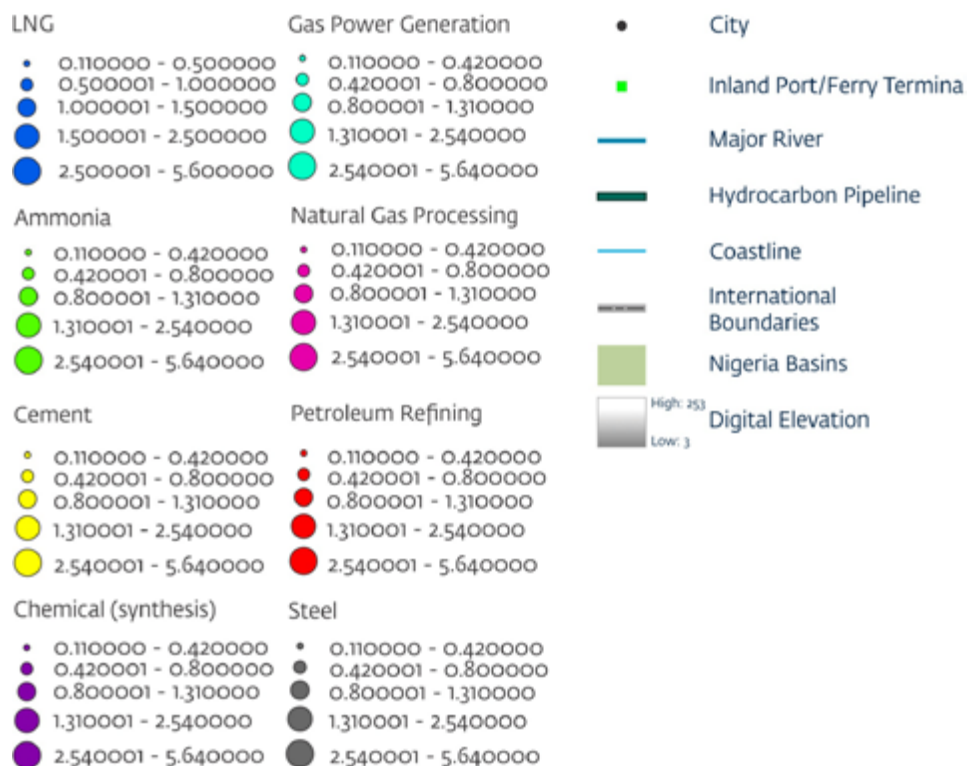 LNG
0.110000 - 0.500000
0.500001 - 1.000000
1.000001 - 1.500000
1.500001 - 2.500000
2.500001 - 5.600000
Ammonia
0.110000 - 0.420000
0.420001 - 0.800000
0.800001 - 1.310000
1.310001 - 2.540000
2.540001 - 5.640000
Cement
0.110000 - 0.420000
0.420001 - 0.800000
0.800001 - 1.310000
1.310001 - 2.540000
2.540001 - 5.640000
Chemical (synthesis)
0.110000 - 0.420000
0.420001 - 0.800000
0.800001 - 1.310000
1.310001 - 2.540000
2.540001 - 5.640000
Gas Power Generation
0.110000 - 0.420000
0.420001 - 0.800000
0.800001 - 1.310000
1.310001 - 2.540000
2.540001 - 5.640000
Natural Gas Processing
0.110000 - 0.420000
0.420001 - 0.800000
0.800001 - 1.310000
1.310001 - 2.540000
2.540001 - 5.640000
Petroleum Refining
0.110000 - 0.420000
0.420001 - 0.800000
0.800001 - 1.310000
1.310001 - 2.540000
2.540001 - 5.640000
Steel
0.110000 - 0.420000
0.420001 - 0.800000
0.800001 - 1.310000
1.310001 - 2.540000
2.540001 - 5.640000
City
Inland Port/Ferry Termina
Major River
Hydrocarbon Pipeline
Coastline
International
Boundaries
Nigeria Basins
High: 253
Digital Elevation
Low: 3